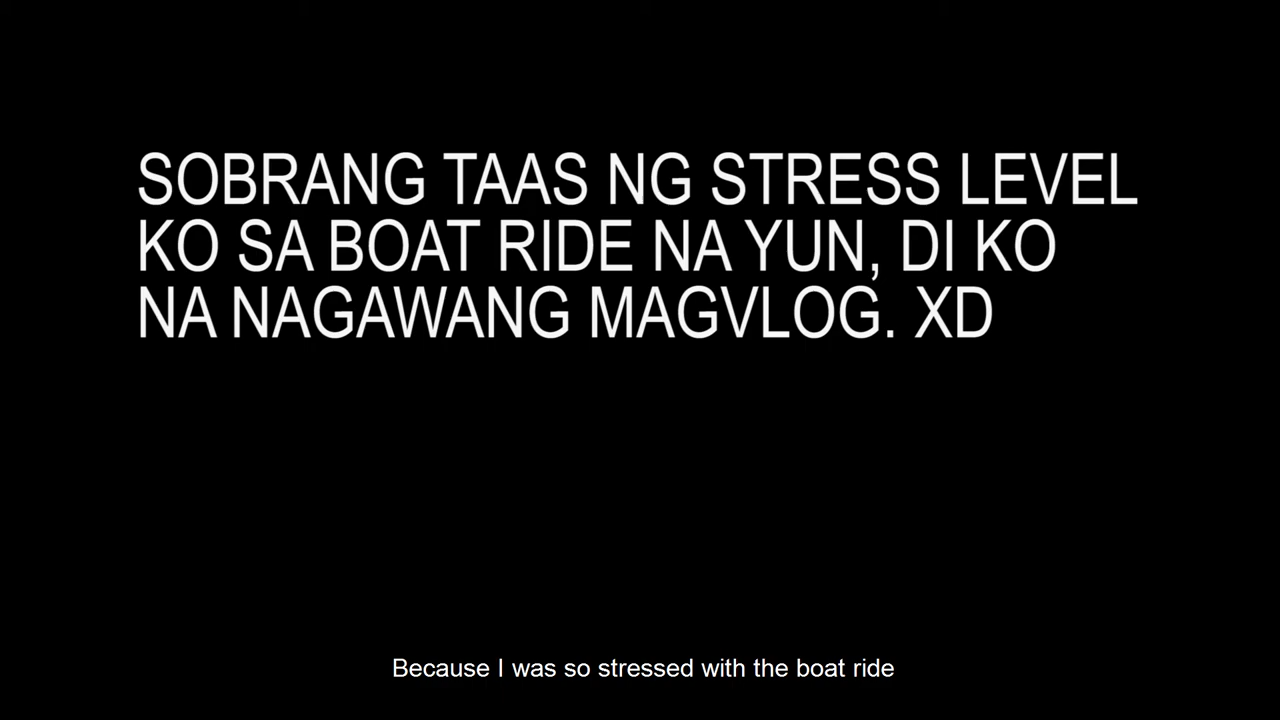 SOBRANG TAAS NG STRESS LEVEL
KO SA BOAT RIDE NA YUN, DI KO
NA NAGAWANG MAGVLOG. XD
Because I was so stressed with the boat ride